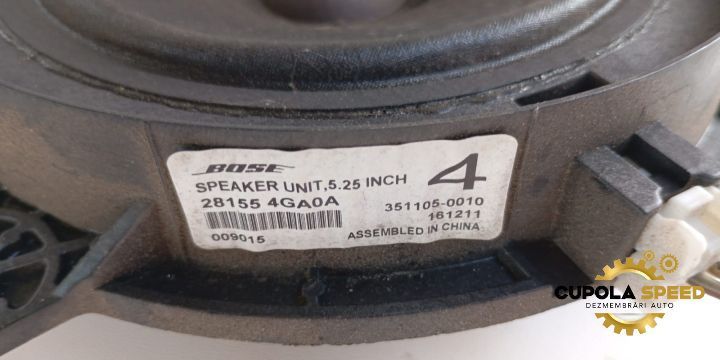 BOSE
SPEAKER UNIT,5.25 INCH
4
28155 4GA0A
351105-0010
161211
009015
ASSEMBLED IN CHINA
CUPOLA SPEED
DEZMEMBRĂRI AUTO